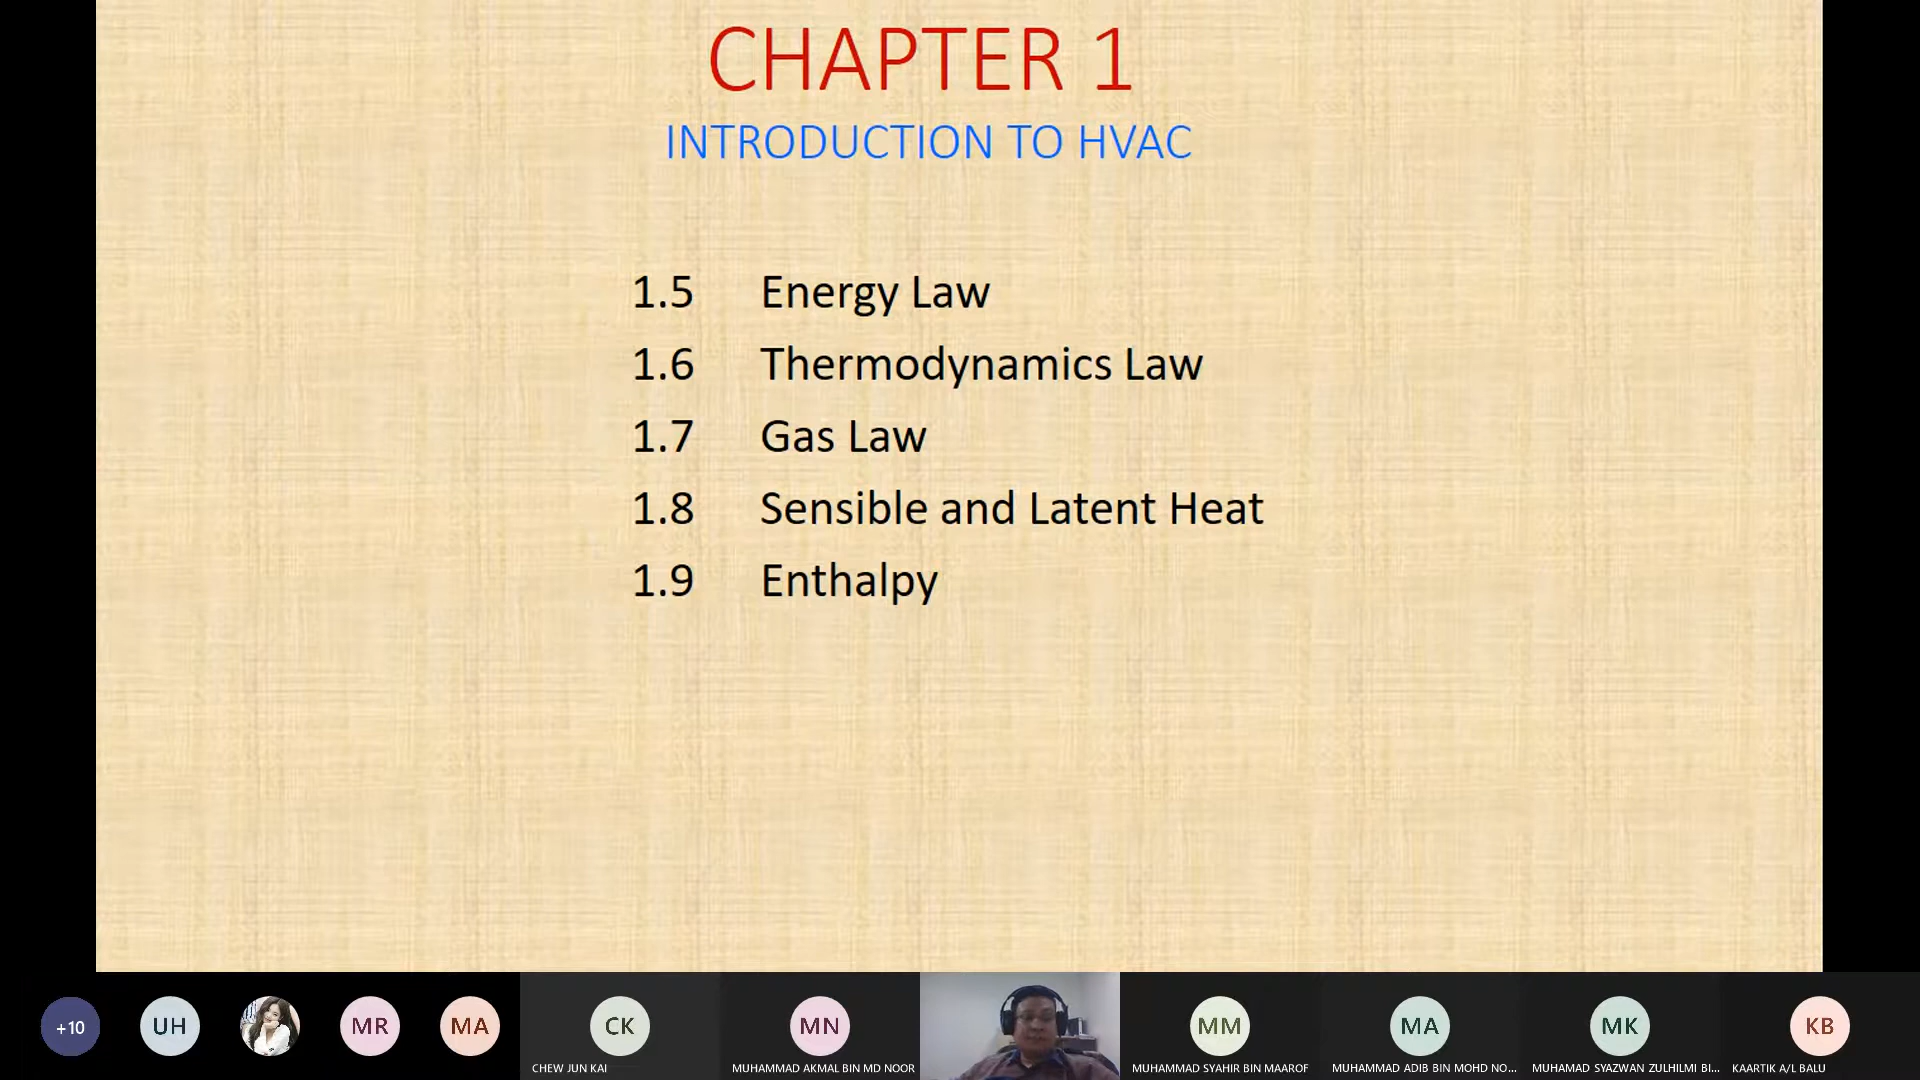 CHAPTER 1
INTRODUCTION TO HVAC
1.5 Energy Law
1.6 Thermodynamics Law
1.7 Gas Law
1.8 Sensible and Latent Heat
1.9 Enthalpy
+10
UH
MR
MA
CK
MN
MM
MA
MK
KB
CHEW JUN KAI
MUHAMMAD AKMAL BIN MD NOOR
MUHAMMAD SYAHIR BIN MAAROF
MUHAMMAD ADIB BIN MOHD NO...
MUHAMAD SYAZWAN ZULHILMI BI...
KAARTIK A/L BALU